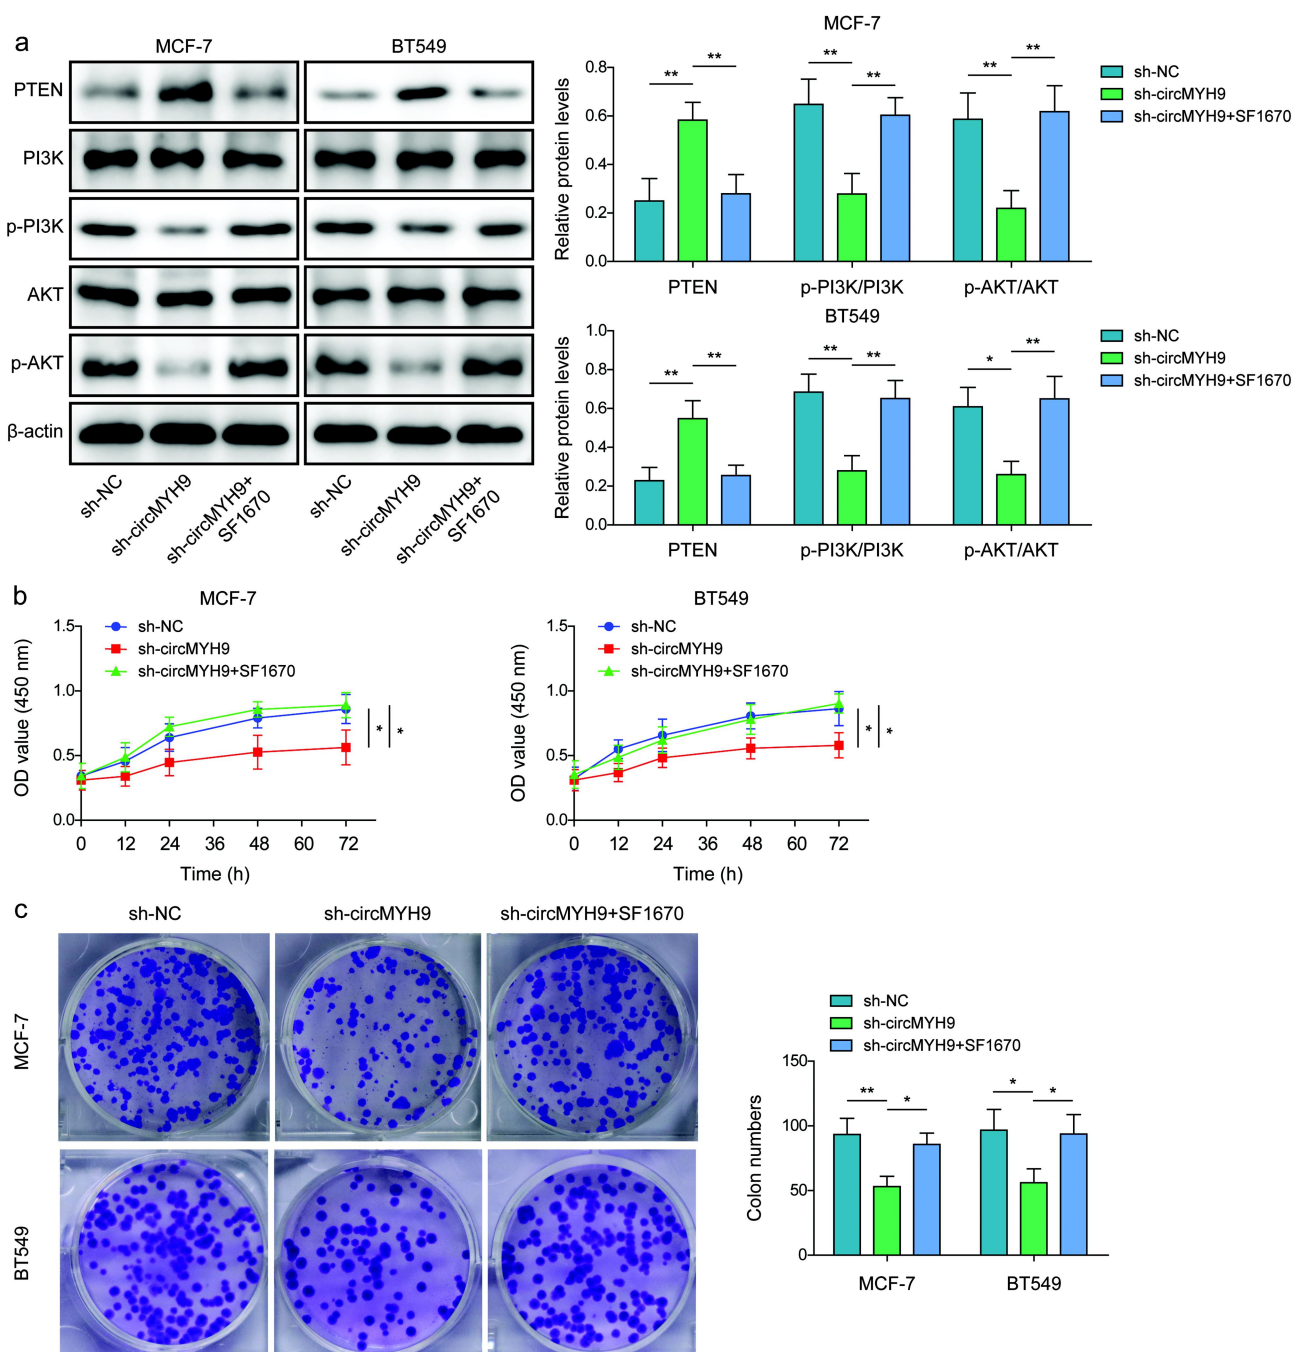 a
MCF-7
BT549
PTEN
PI3K
p-PI3K
AKT
p-AKT
β-actin
sh-NC
sh-circMYH9
sh-circMYH9+
SF1670
sh-NC
sh-circMYH9
sh-circMYH9+
SF1670
MCF-7
Relative protein levels
0.8
0.6
0.4
0.2
0.0
** ** ** ** ** **
PTEN p-PI3K/PI3K p-AKT/AKT
sh-NC
sh-circMYH9
sh-circMYH9+SF1670
BT549
Relative protein levels
1.0
0.8
0.6
0.4
0.2
0.0
** ** ** ** * **
PTEN p-PI3K/PI3K p-AKT/AKT
sh-NC
sh-circMYH9
sh-circMYH9+SF1670
b
MCF-7
sh-NC
sh-circMYH9
sh-circMYH9+SF1670
OD value (450 nm)
1.5
1.0
0.5
0.0
0 12 24 36 48 60 72
Time (h)
* *
BT549
sh-NC
sh-circMYH9
sh-circMYH9+SF1670
OD value (450 nm)
1.5
1.0
0.5
0.0
0 12 24 36 48 60 72
Time (h)
* *
c
sh-NC sh-circMYH9 sh-circMYH9+SF1670
MCF-7
BT549
sh-NC
sh-circMYH9
sh-circMYH9+SF1670
Colon numbers
150
100
50
0
** * * *
MCF-7 BT549